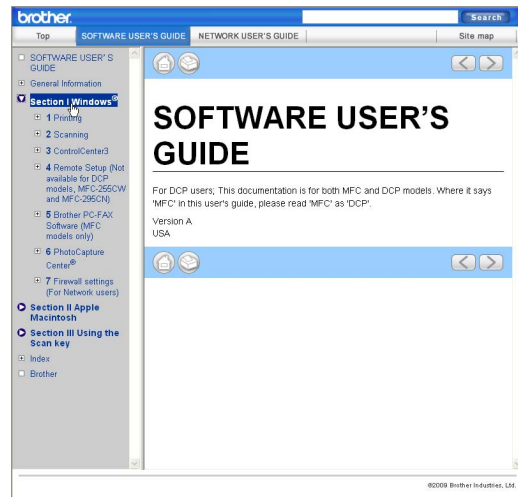 brother.
Search
Top
SOFTWARE USER'S GUIDE
NETWORK USER'S GUIDE
Site map
SOFTWARE USER' S
GUIDE
General Information
Section I Windows®
1 Printing
2 Scanning
3 ControlCenter3
4 Remote Setup (Not
available for DCP
models, MFC-255CW
and MFC-295CN)
5 Brother PC-FAX
Software (MFC
models only)
6 PhotoCapture
Center®
7 Firewall settings
(For Network users)
Section II Apple
Macintosh
Section III Using the
Scan key
Index
Brother
SOFTWARE USER’S
GUIDE
For DCP users; This documentation is for both MFC and DCP models. Where it says
'MFC' in this user's guide, please read 'MFC' as 'DCP'.
Version A
USA
©2009 Brother Industries, Ltd.